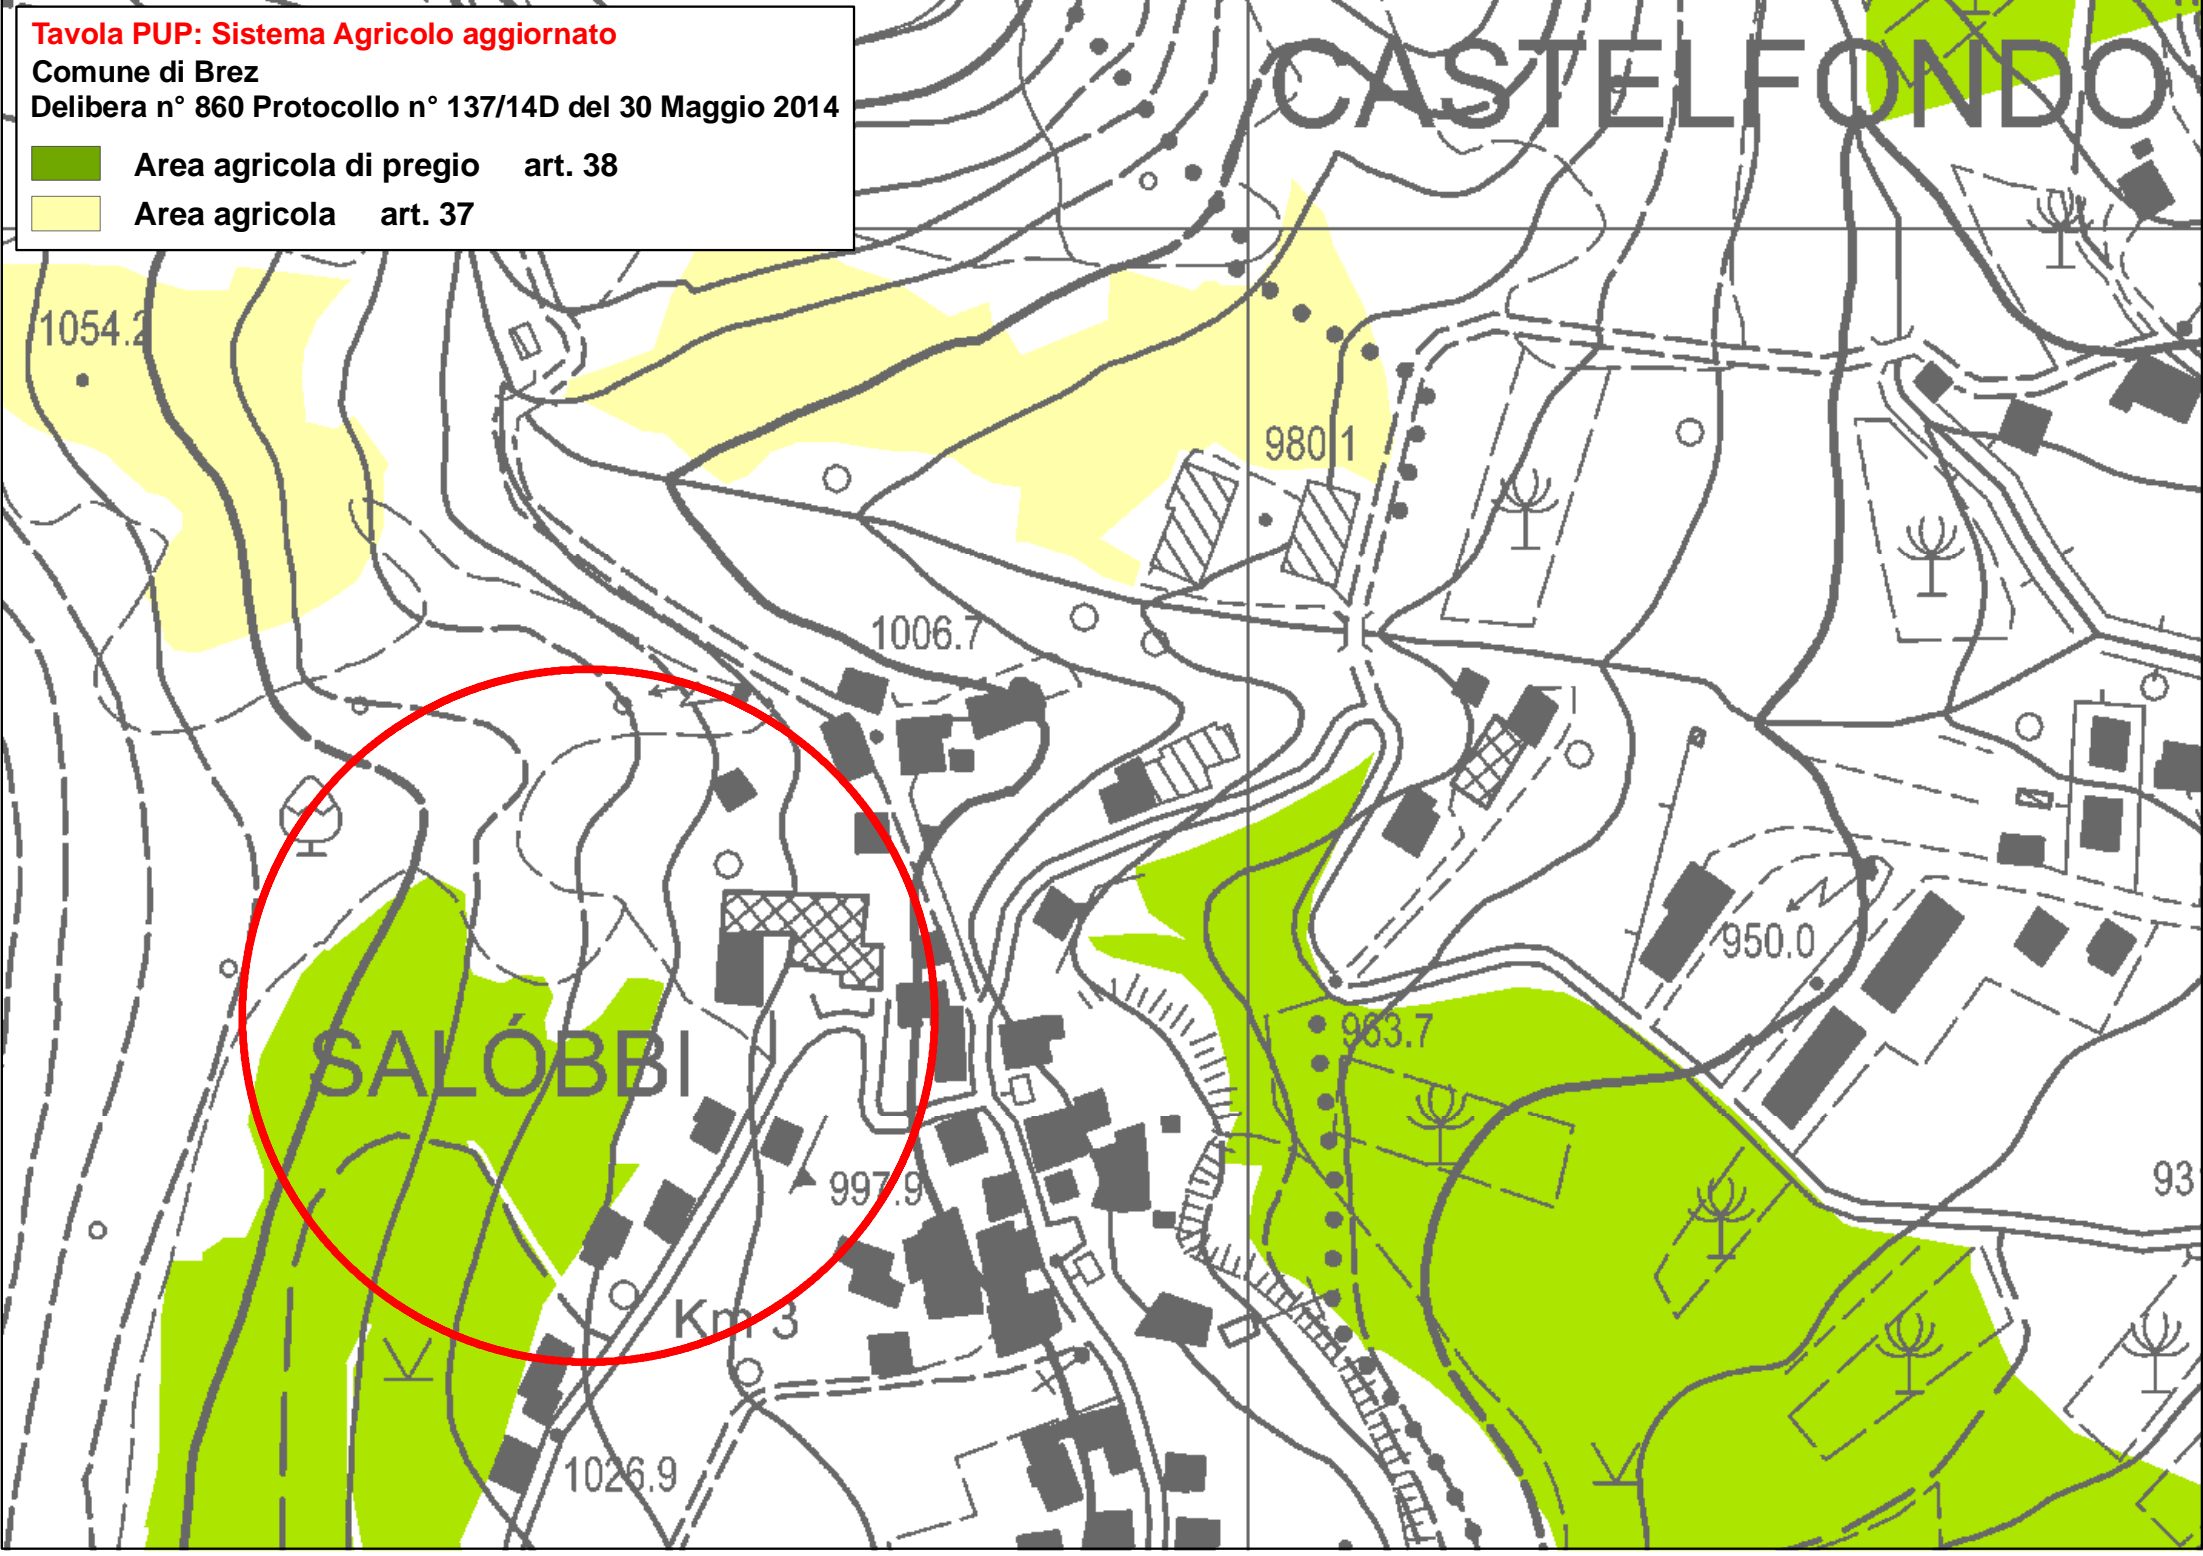 Tavola PUP: Sistema Agricolo aggiornato
Comune di Brez
Delibera n° 860 Protocollo n° 137/14D del 30 Maggio 2014
Area agricola di pregio art. 38
Area agricola art. 37
CASTELFONDO
1054.2
980.1
1006.7
950.0
963.7
SALÓBBI
997.9
93
Km 3
1026.9